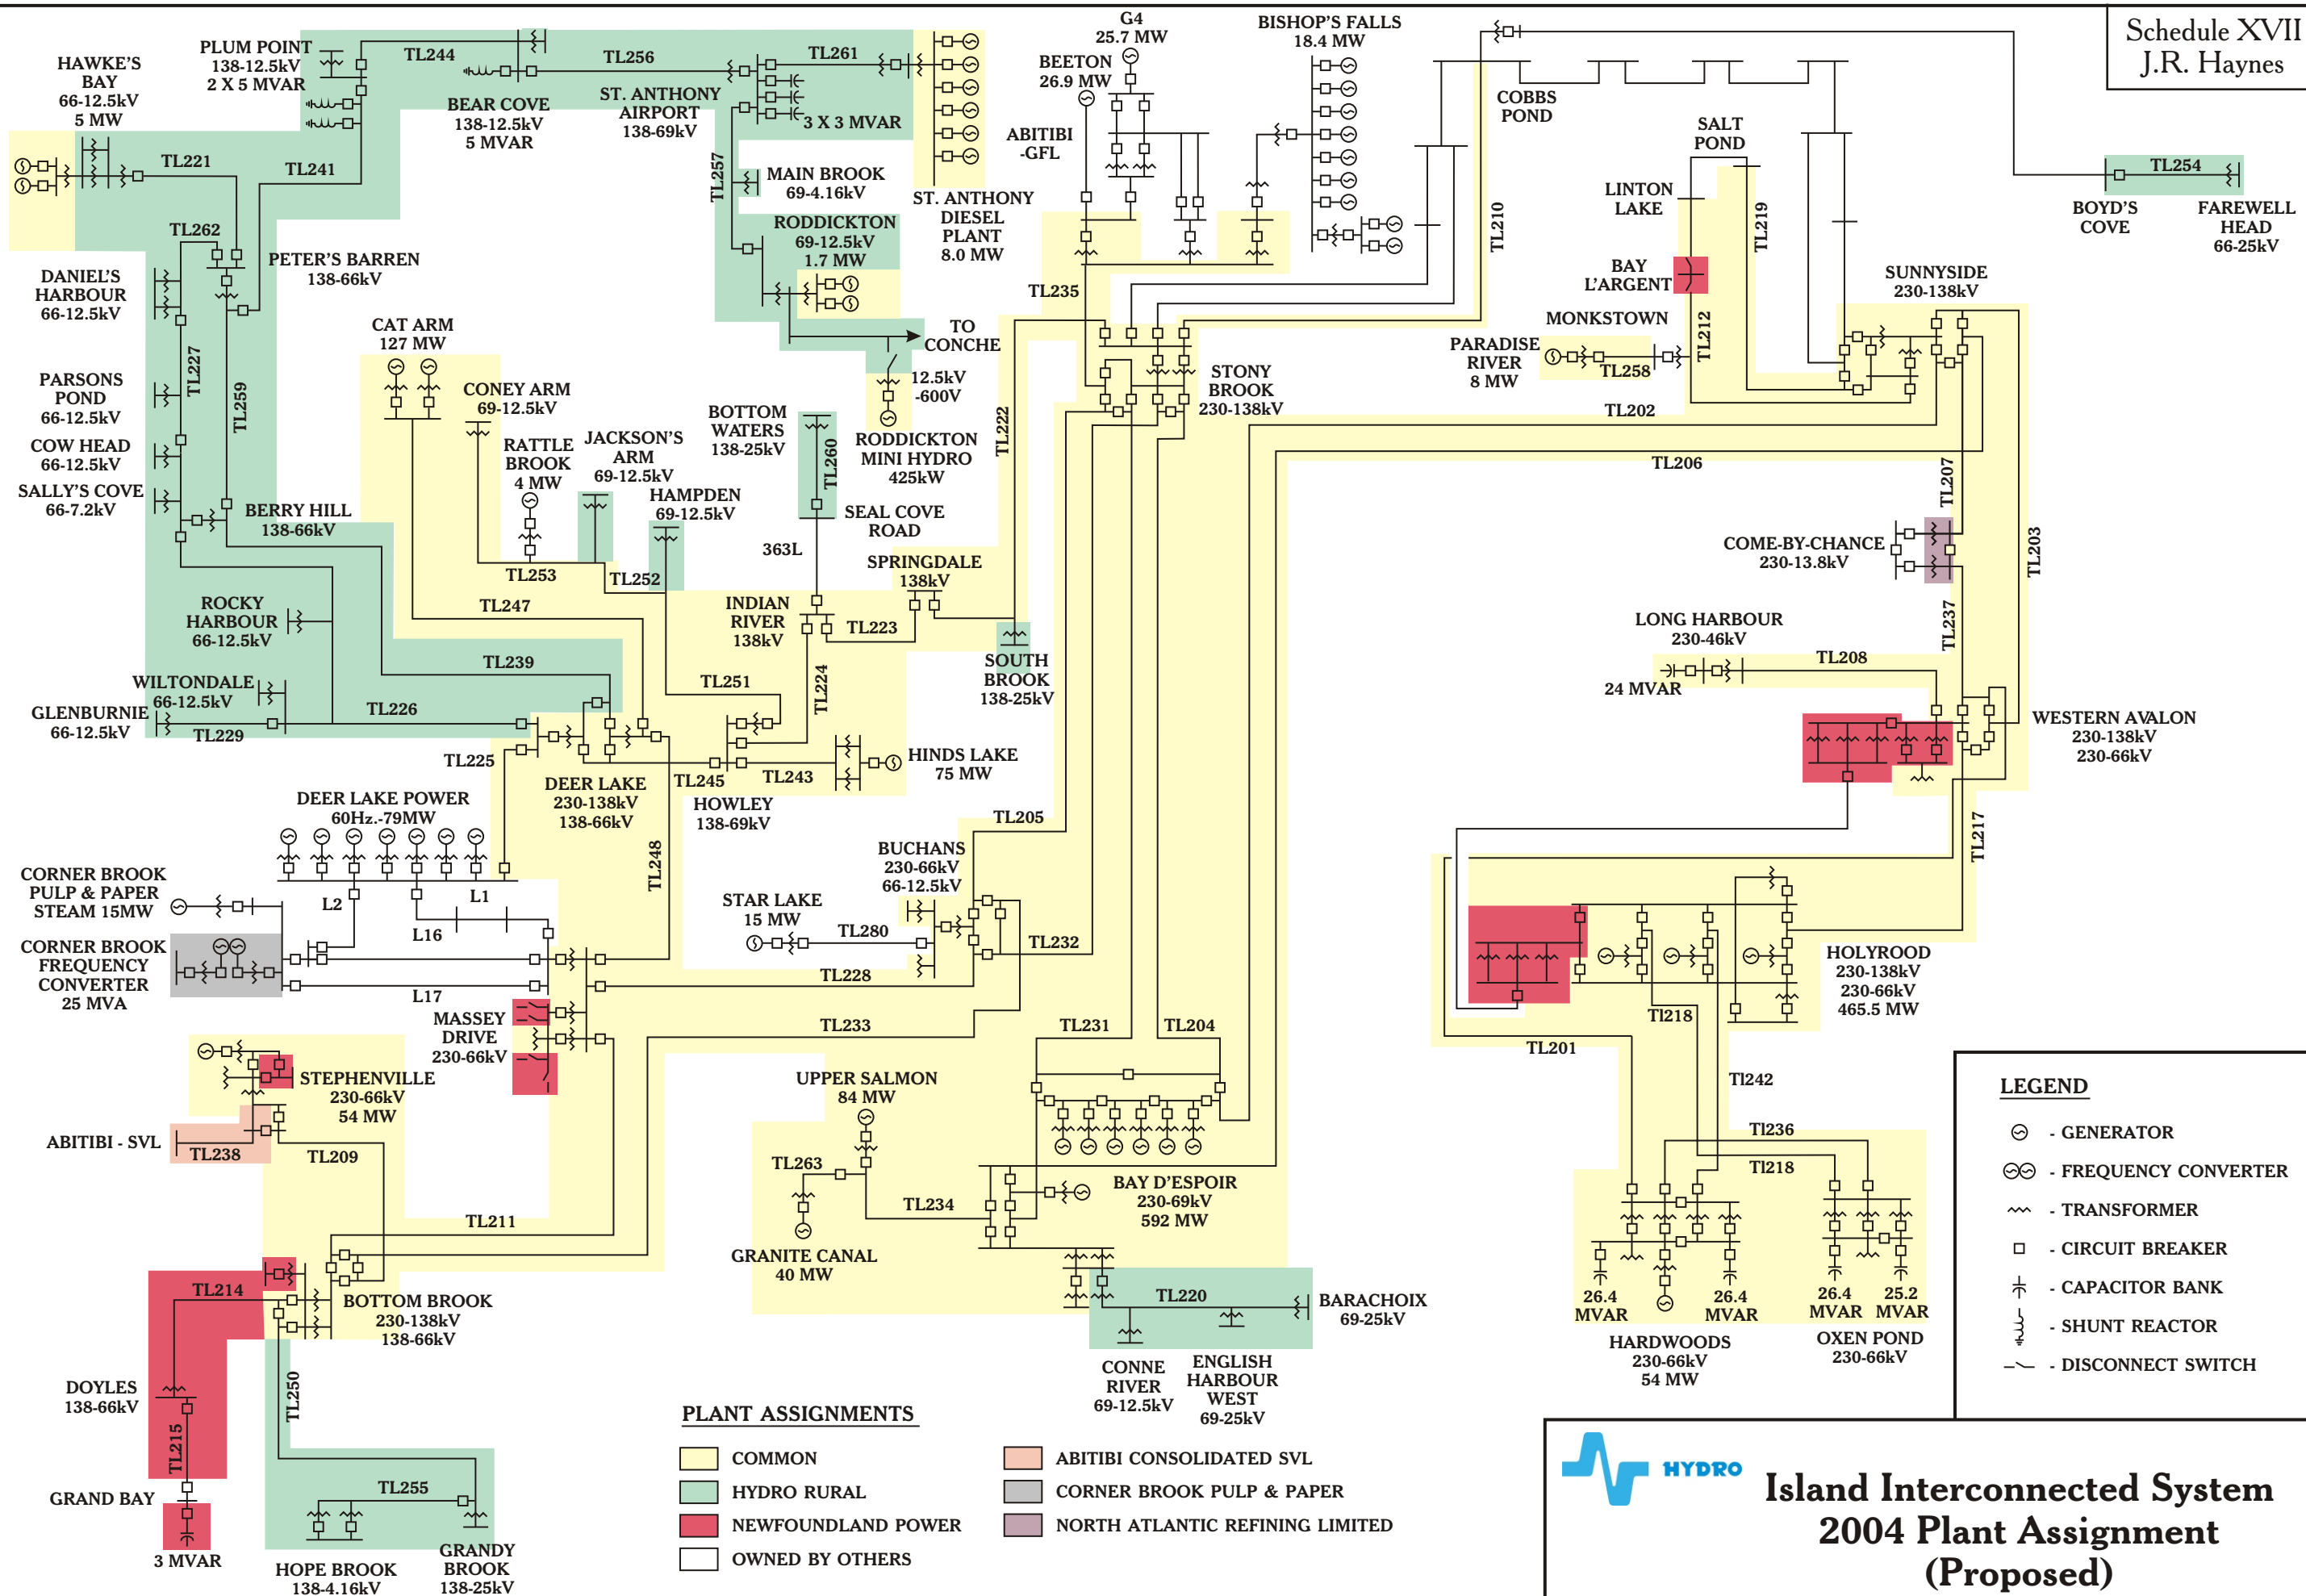 Schedule XVII
J.R. Haynes
PLUM POINT
138-12.5kV
2 X 5 MVAR
HAWKE'S
BAY
66-12.5kV
5 MW
TL244
TL256
TL261
BEAR COVE
138-12.5kV
5 MVAR
ST. ANTHONY
AIRPORT
138-69kV
3 X 3 MVAR
G4
25.7 MW
BEETON
26.9 MW
ABITIBI
-GFL
BISHOP'S FALLS
18.4 MW
COBBS
POND
SALT
POND
LINTON
LAKE
TL254
BOYD'S
COVE
FAREWELL
HEAD
66-25kV
TL221
TL241
TL257
MAIN BROOK
69-4.16kV
ST. ANTHONY
DIESEL
PLANT
8.0 MW
RODDICKTON
69-12.5kV
1.7 MW
TL262
PETER'S BARREN
138-66kV
DANIEL'S
HARBOUR
66-12.5kV
TL210
TL219
BAY
L'ARGENT
SUNNYSIDE
230-138kV
TL235
MONKSTOWN
PARADISE
RIVER
8 MW
TL258
TL212
TO
CONCHE
12.5kV
-600V
CAT ARM
127 MW
CONEY ARM
69-12.5kV
TL227
TL259
PARSONS
POND
66-12.5kV
COW HEAD
66-12.5kV
SALLY'S COVE
66-7.2kV
BERRY HILL
138-66kV
RATTLE
BROOK
4 MW
JACKSON'S
ARM
69-12.5kV
HAMPDEN
69-12.5kV
BOTTOM
WATERS
138-25kV
TL260
RODDICKTON
MINI HYDRO
425kW
TL222
STONY
BROOK
230-138kV
TL202
TL206
TL207
TL203
SEAL COVE
ROAD
363L
SPRINGDALE
138kV
COME-BY-CHANCE
230-13.8kV
TL253
TL252
TL247
INDIAN
RIVER
138kV
TL223
TL237
LONG HARBOUR
230-46kV
TL208
24 MVAR
ROCKY
HARBOUR
66-12.5kV
TL239
TL251
TL224
SOUTH
BROOK
138-25kV
WILTONDALE
66-12.5kV
GLENBURNIE
66-12.5kV
TL229
TL226
WESTERN AVALON
230-138kV
230-66kV
TL225
DEER LAKE
230-138kV
138-66kV
TL245
TL243
HINDS LAKE
75 MW
HOWLEY
138-69kV
DEER LAKE POWER
60Hz.-79MW
TL248
TL205
BUCHANS
230-66kV
66-12.5kV
TL217
CORNER BROOK
PULP & PAPER
STEAM 15MW
L2
L1
L16
STAR LAKE
15 MW
TL280
TL232
TL228
CORNER BROOK
FREQUENCY
CONVERTER
25 MVA
L17
HOLYROOD
230-138kV
230-66kV
465.5 MW
MASSEY
DRIVE
230-66kV
TL233
TL231
TL204
Tl218
TL201
Tl242
STEPHENVILLE
230-66kV
54 MW
UPPER SALMON
84 MW
ABITIBI - SVL
TL238
TL209
TL263
TL234
GRANITE CANAL
40 MW
BAY D'ESPOIR
230-69kV
592 MW
Tl236
Tl218
TL211
TL214
BOTTOM BROOK
230-138kV
138-66kV
TL220
BARACHOIX
69-25kV
26.4
MVAR
26.4
MVAR
26.4
MVAR
25.2
MVAR
HARDWOODS
230-66kV
54 MW
OXEN POND
230-66kV
CONNE
RIVER
69-12.5kV
ENGLISH
HARBOUR
WEST
69-25kV
DOYLES
138-66kV
TL250
TL215
GRAND BAY
3 MVAR
TL255
HOPE BROOK
138-4.16kV
GRANDY
BROOK
138-25kV
LEGEND
- GENERATOR
- FREQUENCY CONVERTER
- TRANSFORMER
- CIRCUIT BREAKER
- CAPACITOR BANK
- SHUNT REACTOR
- DISCONNECT SWITCH
PLANT ASSIGNMENTS
COMMON
HYDRO RURAL
NEWFOUNDLAND POWER
OWNED BY OTHERS
ABITIBI CONSOLIDATED SVL
CORNER BROOK PULP & PAPER
NORTH ATLANTIC REFINING LIMITED
HYDRO
Island Interconnected System
2004 Plant Assignment
(Proposed)